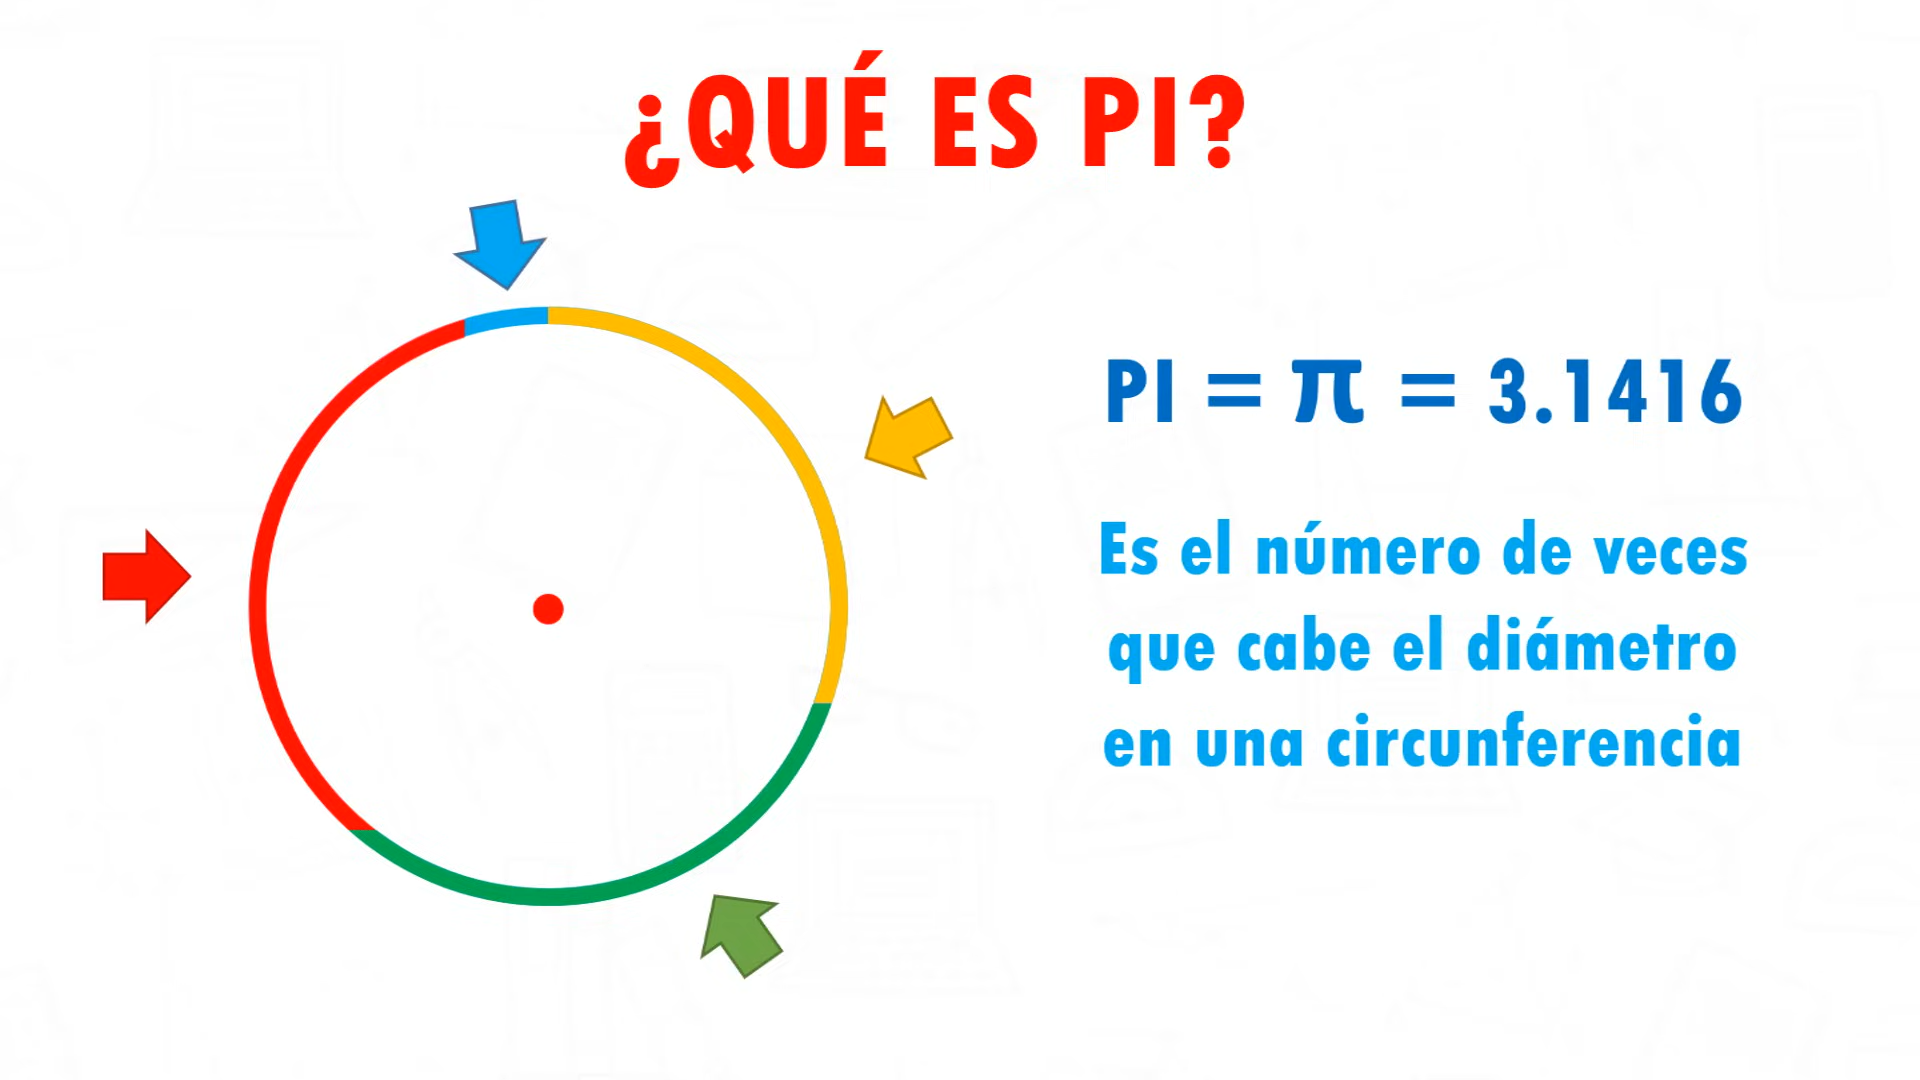 ¿QUÉ ES PI?
PI = π = 3.1416
Es el número de veces
que cabe el diámetro
en una circunferencia